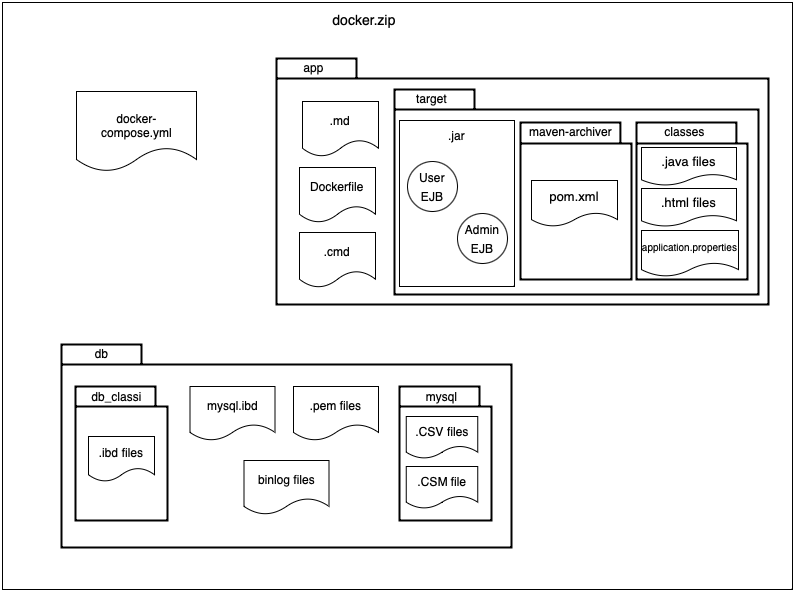 docker.zip
docker-
compose.yml
app
.md
Dockerfile
.cmd
target
.jar
User
EJB
Admin
EJB
maven-archiver
pom.xml
classes
.java files
.html files
application.properties
db
db_classi
.ibd files
mysql.ibd
.pem files
binlog files
mysql
.CSV files
.CSM file